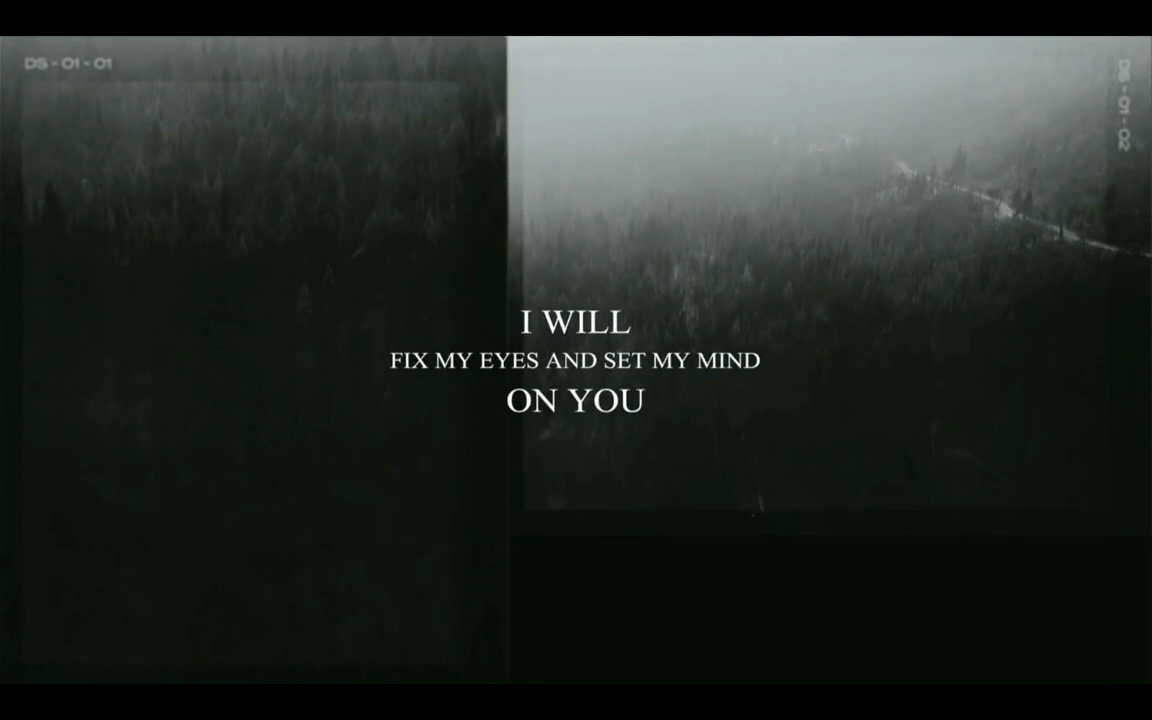 DS - 01 - 01
DS - 01 - 02
I WILL
FIX MY EYES AND SET MY MIND
ON YOU